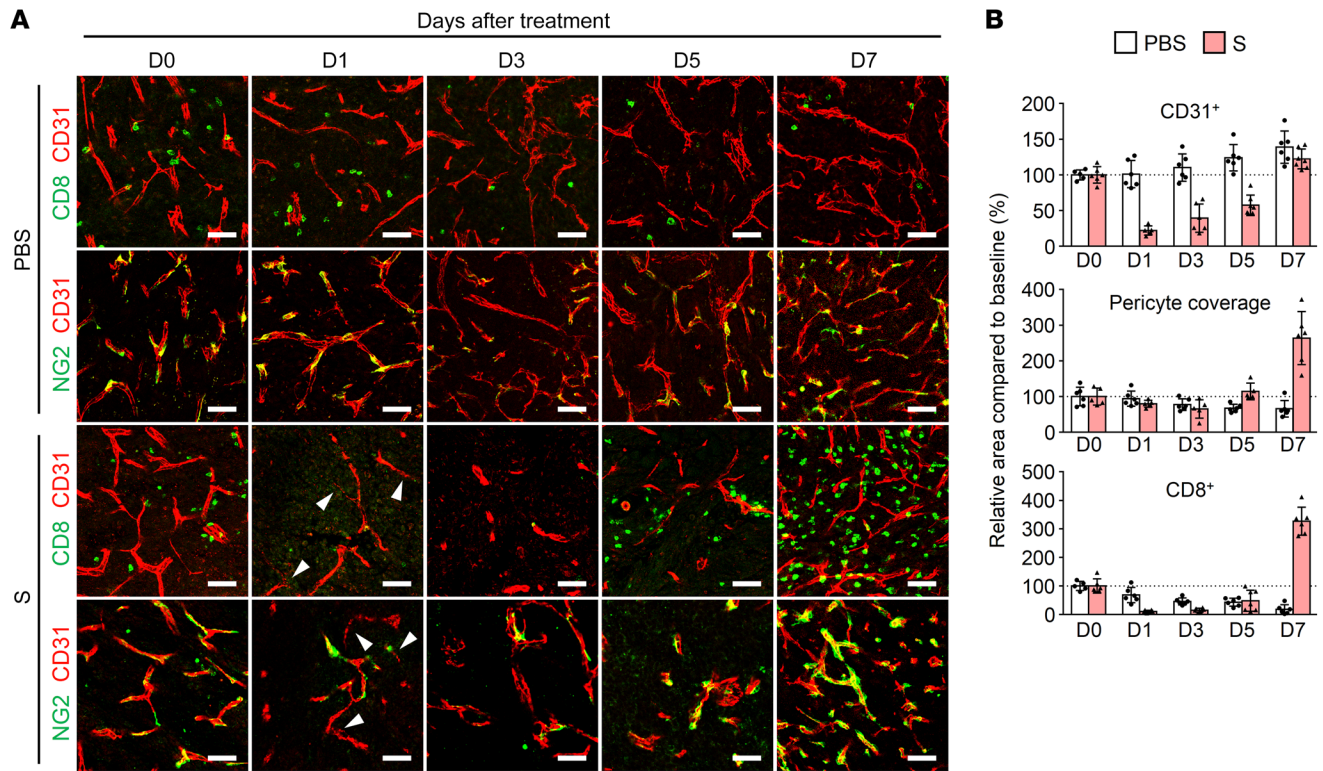 A
Days after treatment
D0 D1 D3 D5 D7
PBS
CD8 CD31
NG2 CD31
S
CD8 CD31
NG2 CD31
B
PBS S
Relative area compared to baseline (%)
CD31+
200
150
100
50
0
D0 D1 D3 D5 D7
Pericyte coverage
400
300
200
100
0
D0 D1 D3 D5 D7
CD8+
500
400
300
200
100
0
D0 D1 D3 D5 D7